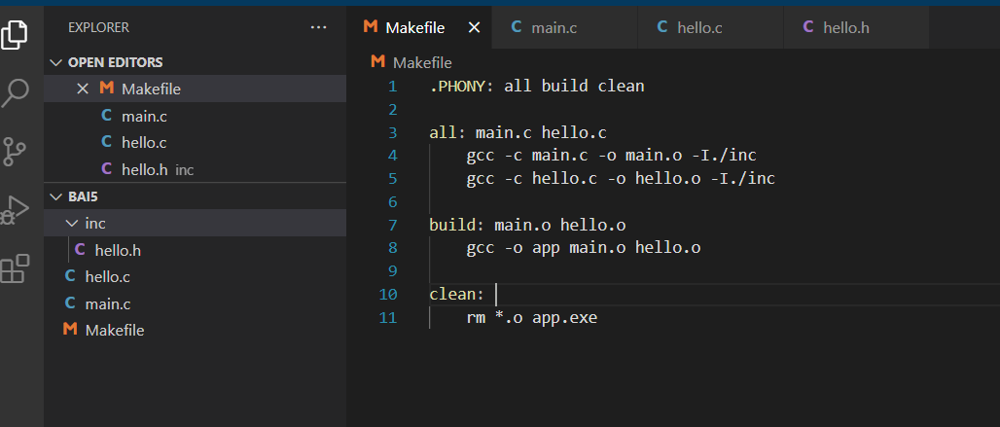 EXPLORER ···
OPEN EDITORS
Makefile
main.c
hello.c
hello.h inc
BAI5
inc
hello.h
hello.c
main.c
Makefile
Makefile main.c hello.c hello.h
Makefile
1 .PHONY: all build clean
2
3 all: main.c hello.c
4 gcc -c main.c -o main.o -I./inc
5 gcc -c hello.c -o hello.o -I./inc
6
7 build: main.o hello.o
8 gcc -o app main.o hello.o
9
10 clean:
11 rm *.o app.exe